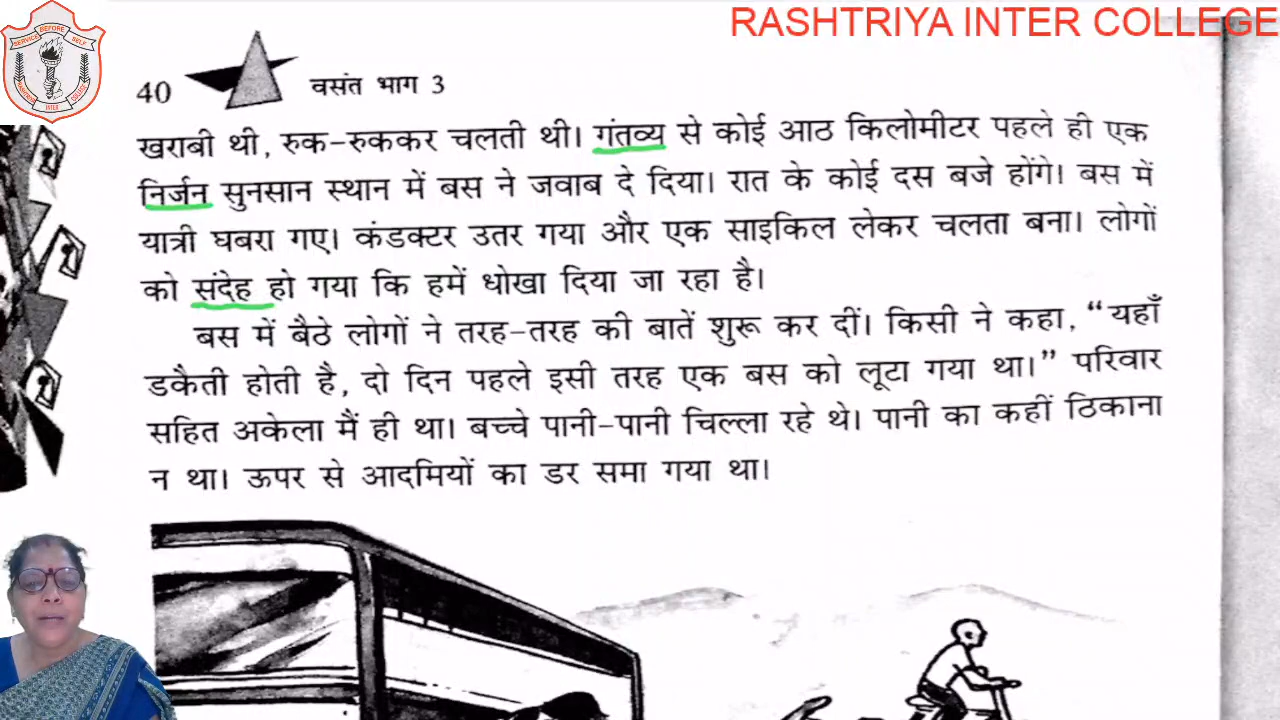 RASHTRIYA INTER COLLEGE
SERVICE BEFORE SELF
40 वसंत भाग 3
खराबी थी, रुक-रुककर चलती थी। गंतव्य से कोई आठ किलोमीटर पहले ही एक
निर्जन सुनसान स्थान में बस ने जवाब दे दिया। रात के कोई दस बजे होंगे। बस में
यात्री घबरा गए। कंडक्टर उतर गया और एक साइकिल लेकर चलता बना। लोगों
को संदेह हो गया कि हमें धोखा दिया जा रहा है।
बस में बैठे लोगों ने तरह-तरह की बातें शुरू कर दीं। किसी ने कहा, “यहाँ
डकैती होती है, दो दिन पहले इसी तरह एक बस को लूटा गया था।” परिवार
सहित अकेला मैं ही था। बच्चे पानी-पानी चिल्ला रहे थे। पानी का कहीं ठिकाना
न था। ऊपर से आदमियों का डर समा गया था।